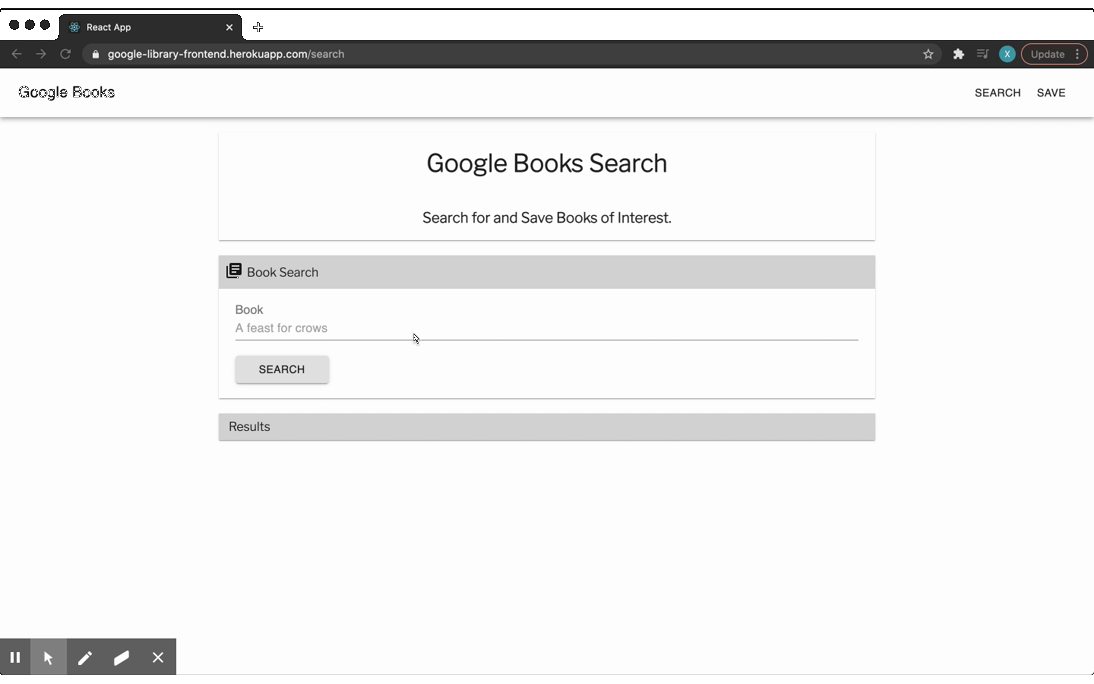 React App
google-library-frontend.herokuapp.com/search
X
Update
Google Books
SEARCH SAVE
Google Books Search
Search for and Save Books of Interest.
Book Search
Book
A feast for crows
SEARCH
Results